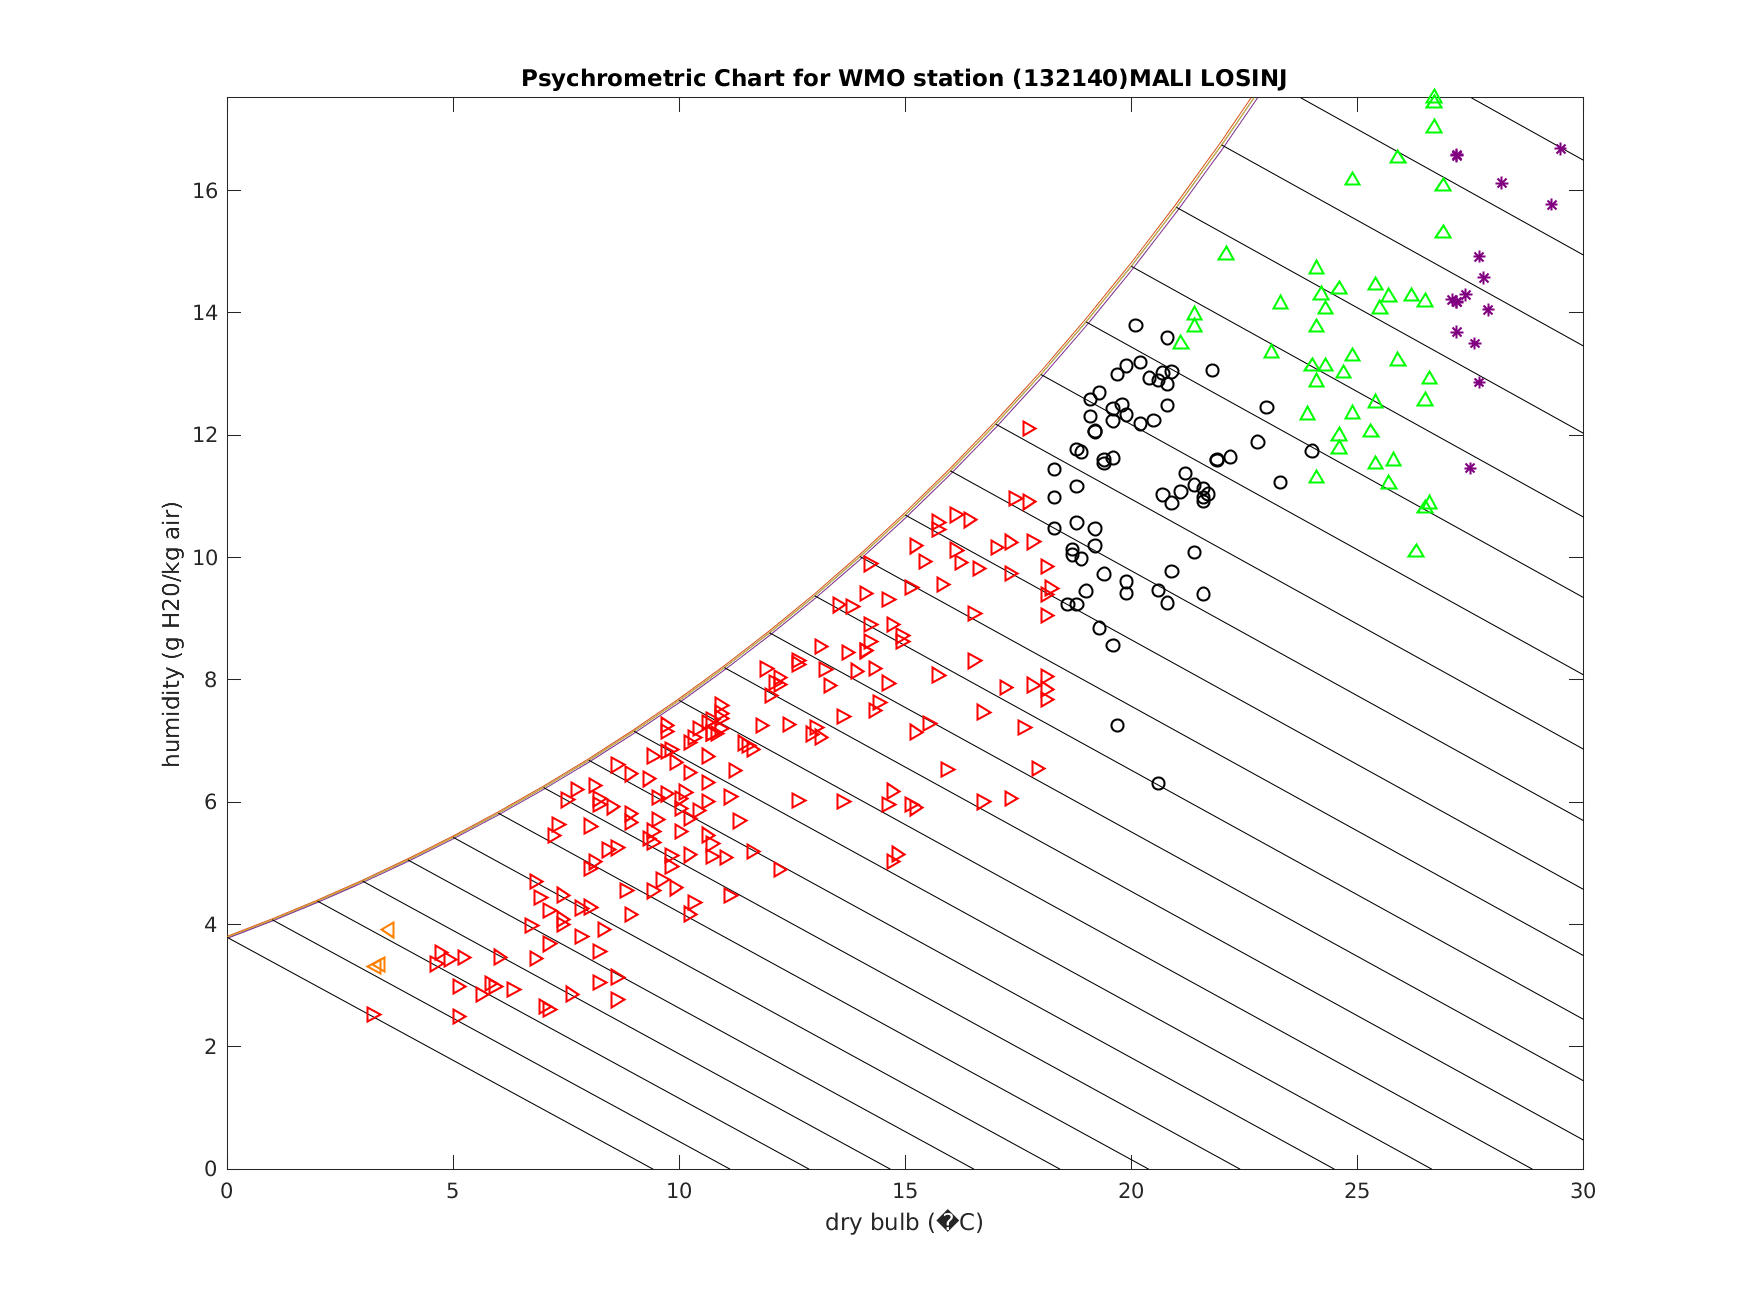 Psychrometric Chart for WMO station (132140)MALI LOSINJ
16
14
12
10
8
6
4
2
0
humidity (g H20/kg air)
0 5 10 15 20 25 30
dry bulb (�C)